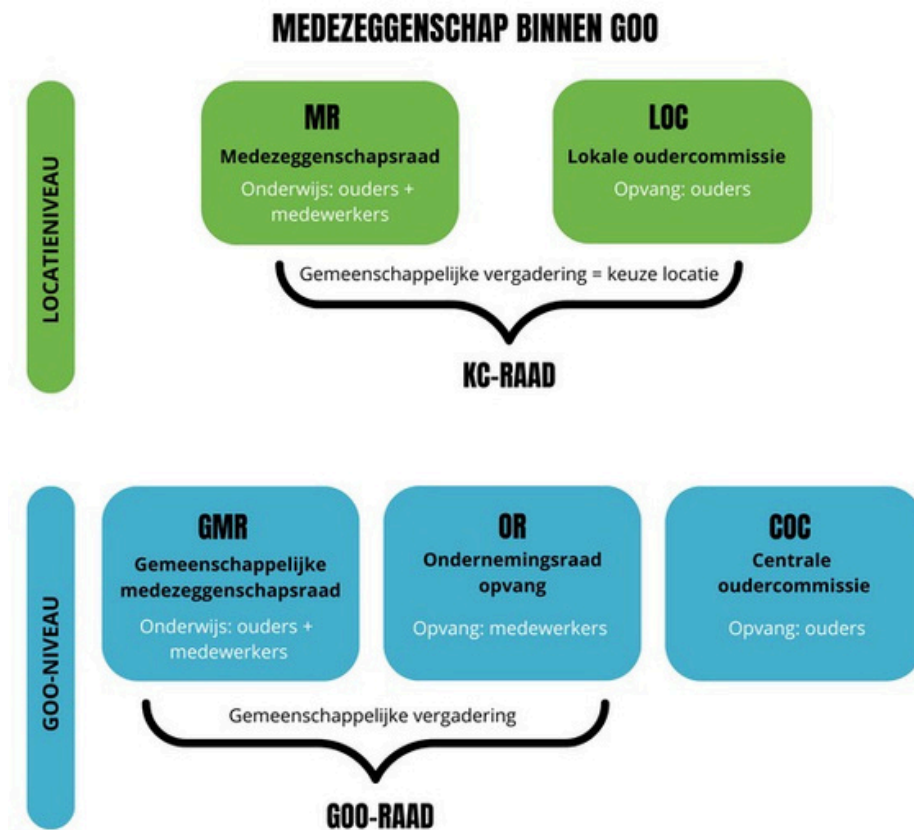 MEDEZEGGENSCHAP BINNEN GOO
LOCATIENIVEAU
MR
Medezeggenschapsraad
Onderwijs: ouders +
medewerkers
LOC
Lokale oudercommissie
Opvang: ouders
Gemeenschappelijke vergadering = keuze locatie
KC-RAAD
GOO-NIVEAU
GMR
Gemeenschappelijke
medezeggenschapsraad
Onderwijs: ouders +
medewerkers
OR
Ondernemingsraad
opvang
Opvang: medewerkers
COC
Centrale
oudercommissie
Opvang: ouders
Gemeenschappelijke vergadering
GOO-RAAD